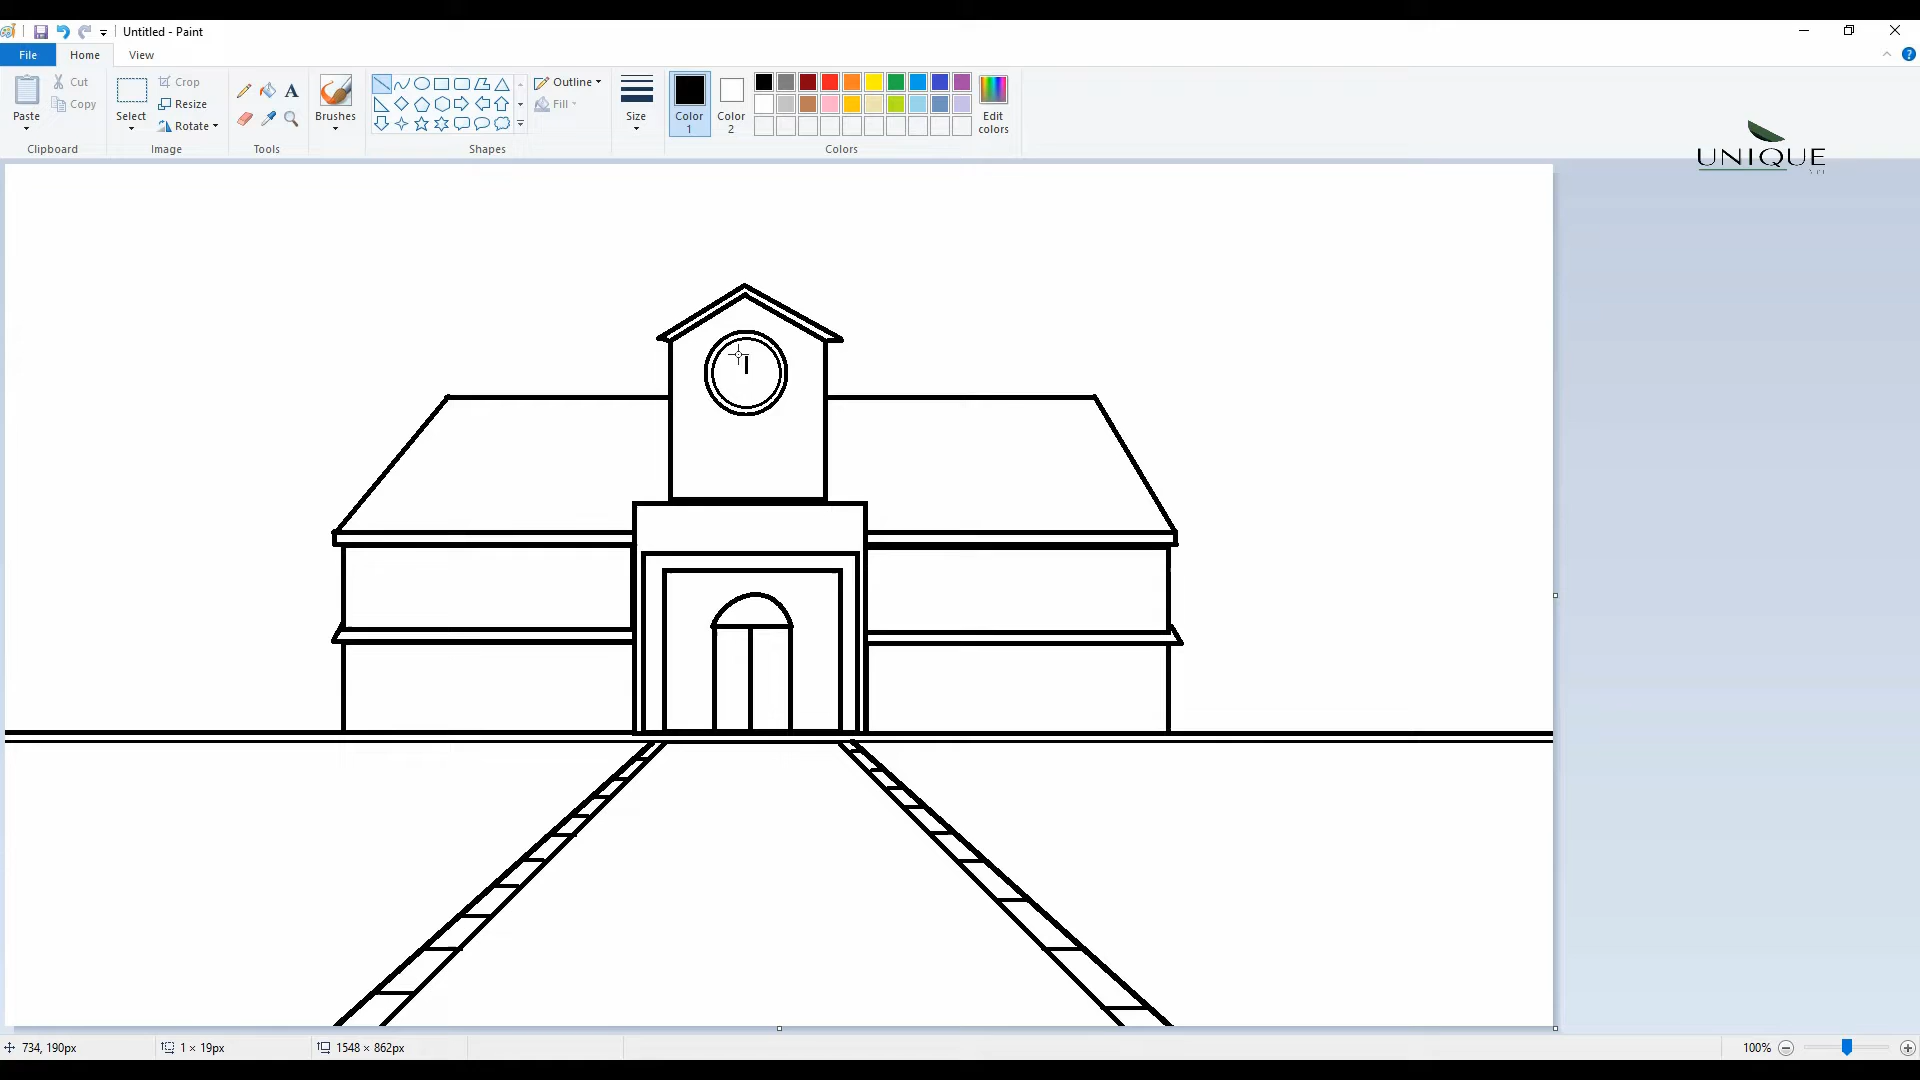 Untitled - Paint
File Home View
Paste
Cut
Copy
Clipboard
Select
Crop
Resize
Rotate
Image
Tools
Brushes
Shapes
Outline
Fill
Size
Color 1
Color 2
Edit colors
Colors
UNIQUE
734, 190px
1 × 19px
1548 × 862px
100%